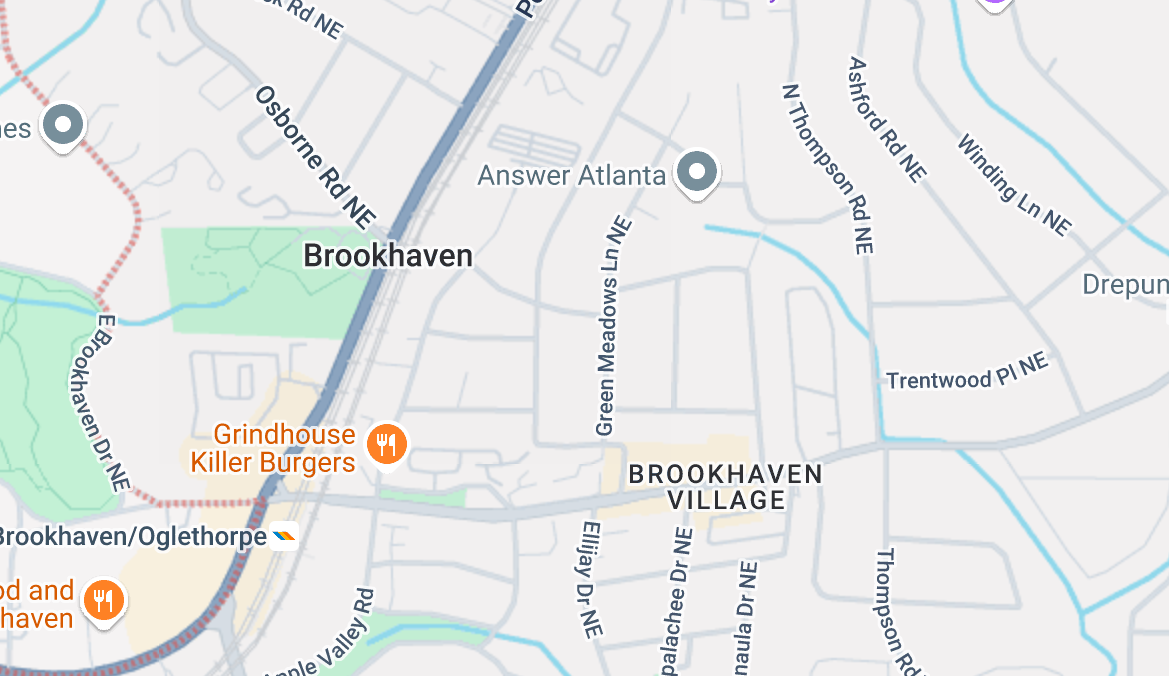 Rd NE
Osborne Rd NE
N Thompson Rd NE
Ashford Rd NE
Winding Ln NE
Answer Atlanta
Green Meadows Ln NE
Brookhaven
Drepun
E Brookhaven Dr NE
Trentwood Pl NE
Grindhouse
Killer Burgers
BROOKHAVEN
VILLAGE
Brookhaven/Oglethorpe
Ellijay Dr NE
palachee Dr NE
naula Dr NE
Thompson Rd
od and
haven
pple Valley Rd